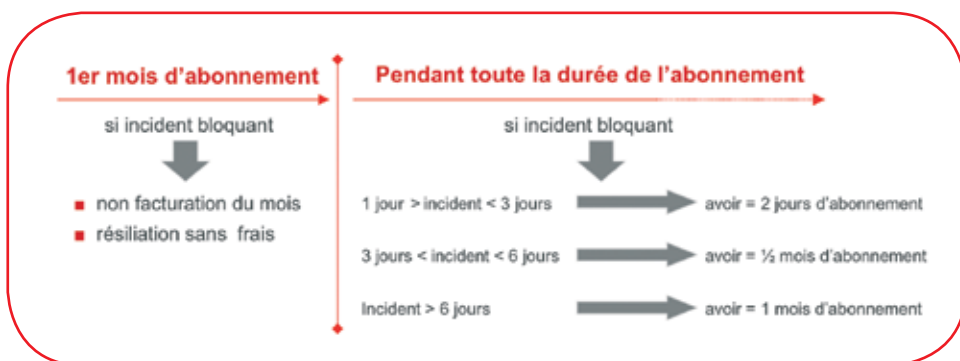 1er mois d'abonnement
si incident bloquant
non facturation du mois
résiliation sans frais
Pendant toute la durée de l'abonnement
si incident bloquant
1 jour > incident < 3 jours
avoir = 2 jours d'abonnement
3 jours < incident < 6 jours
avoir = ½ mois d'abonnement
Incident > 6 jours
avoir = 1 mois d'abonnement